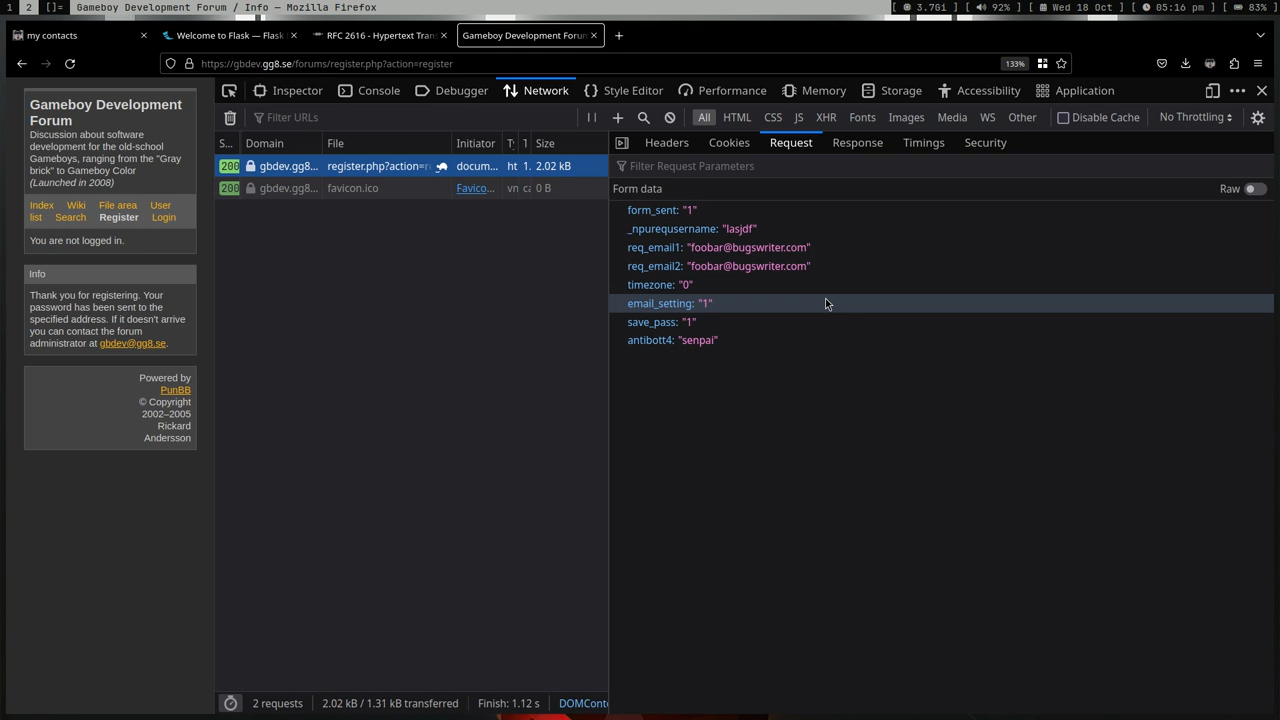 1 2 []= Gameboy Development Forum / Info — Mozilla Firefox [ 3.7Gi ] [ 92% ] [ Wed 18 Oct ] [ 05:16 pm ] [ 83% ]
my contacts Welcome to Flask — Flask RFC 2616 - Hypertext Tran Gameboy Development Forum
https://gbdev.gg8.se/forums/register.php?action=register 133%
Gameboy Development
Forum
Discussion about software
development for the old-school
Gameboys, ranging from the "Gray
brick" to Gameboy Color
(Launched in 2008)
Index Wiki File area User
list Search Register Login
You are not logged in.
Info
Thank you for registering. Your
password has been sent to the
specified address. If it doesn't arrive
you can contact the forum
administrator at gbdev@gg8.se.
Powered by
PunBB
© Copyright
2002–2005
Rickard
Andersson
Inspector Console Debugger Network Style Editor Performance Memory Storage Accessibility Application
Filter URLs
All HTML CSS JS XHR Fonts Images Media WS Other Disable Cache No Throttling
S... Domain File Initiator Ty T Size
200 gbdev.gg8... register.php?action=re docum... ht 1. 2.02 kB
200 gbdev.gg8... favicon.ico Favico... vn ca 0 B
Headers Cookies Request Response Timings Security
Filter Request Parameters
Form data Raw
form_sent: "1"
_npurequsername: "lasjdf"
req_email1: "foobar@bugswriter.com"
req_email2: "foobar@bugswriter.com"
timezone: "0"
email_setting: "1"
save_pass: "1"
antibott4: "senpai"
2 requests 2.02 kB / 1.31 kB transferred Finish: 1.12 s DOMConte